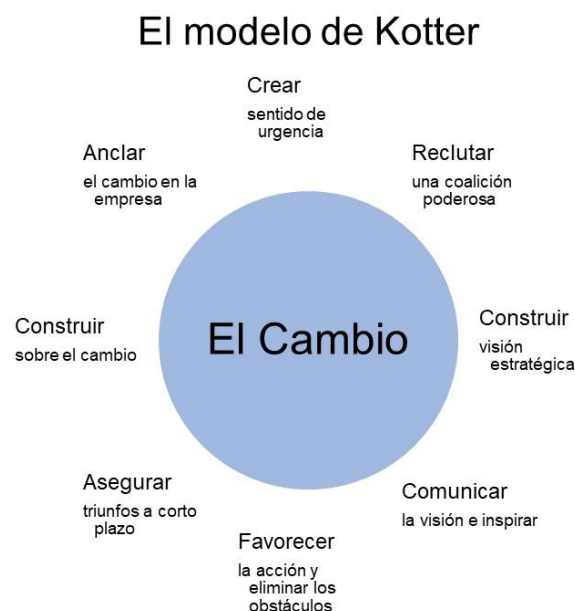 El modelo de Kotter
Crear
sentido de
urgencia
Reclutar
una coalición
poderosa
Construir
visión
estratégica
Comunicar
la visión e inspirar
Favorecer
la acción y
eliminar los
obstáculos
Asegurar
triunfos a corto
plazo
Construir
sobre el cambio
Anclar
el cambio en la
empresa
El Cambio